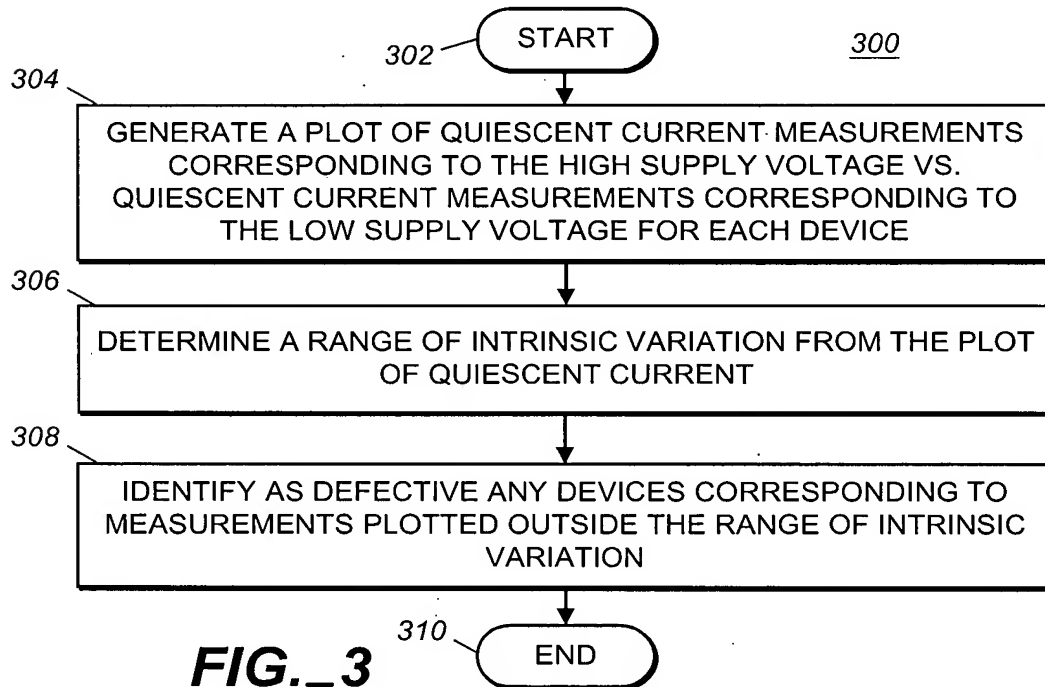 START
302
300
304
GENERATE A PLOT OF QUIESCENT CURRENT MEASUREMENTS
CORRESPONDING TO THE HIGH SUPPLY VOLTAGE VS.
QUIESCENT CURRENT MEASUREMENTS CORRESPONDING TO
THE LOW SUPPLY VOLTAGE FOR EACH DEVICE
306
DETERMINE A RANGE OF INTRINSIC VARIATION FROM THE PLOT
OF QUIESCENT CURRENT
308
IDENTIFY AS DEFECTIVE ANY DEVICES CORRESPONDING TO
MEASUREMENTS PLOTTED OUTSIDE THE RANGE OF INTRINSIC
VARIATION
310
END
FIG._3